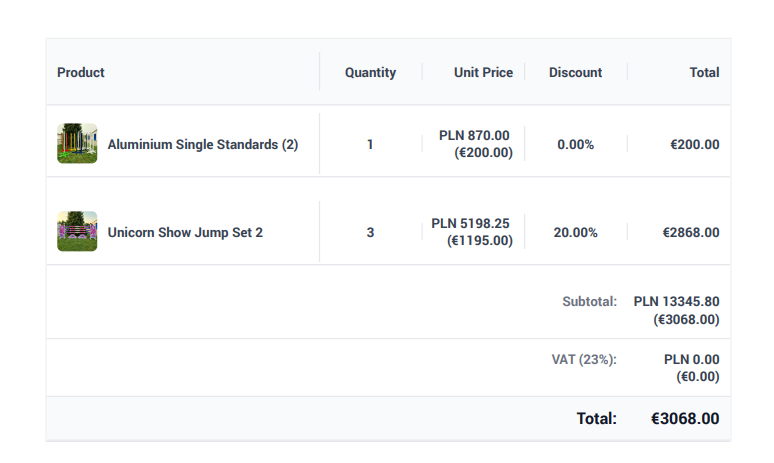 Product Quantity Unit Price Discount Total
Aluminium Single Standards (2) 1 PLN 870.00 (€200.00) 0.00% €200.00
Unicorn Show Jump Set 2 3 PLN 5198.25 (€1195.00) 20.00% €2868.00
Subtotal: PLN 13345.80
(€3068.00)
VAT (23%): PLN 0.00
(€0.00)
Total: €3068.00